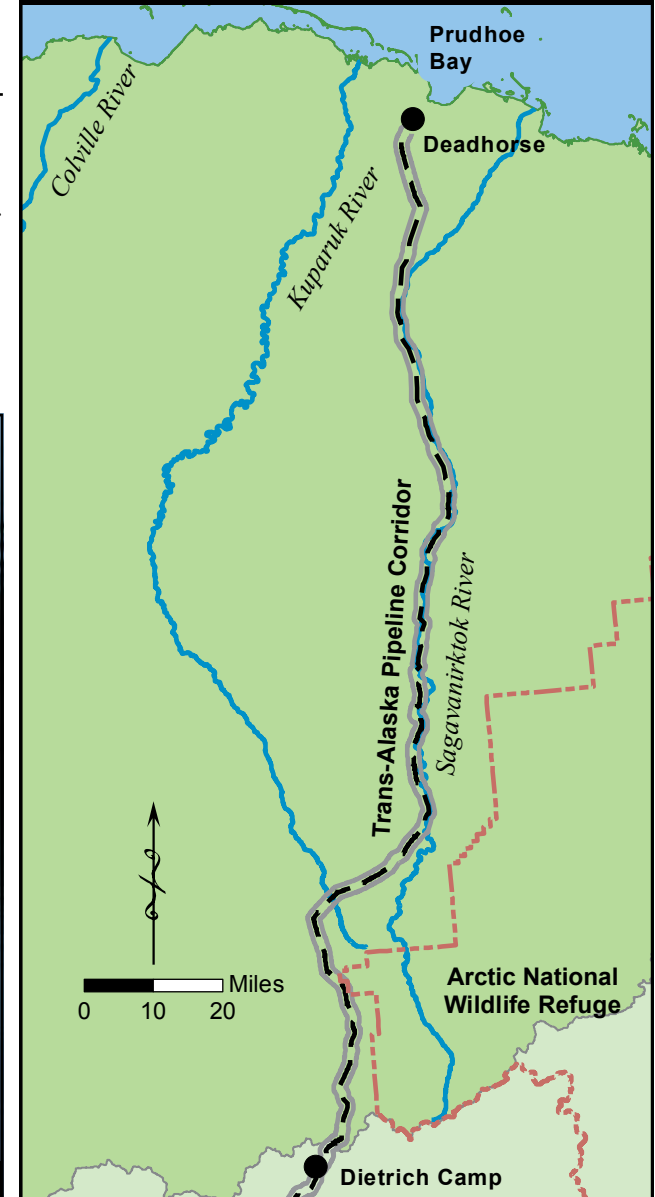 Prudhoe
Bay
Colville River
Deadhorse
Kuparuk River
Trans-Alaska Pipeline Corridor
Sagavanirktok River
Arctic National
Wildlife Refuge
Miles
0 10 20
Dietrich Camp